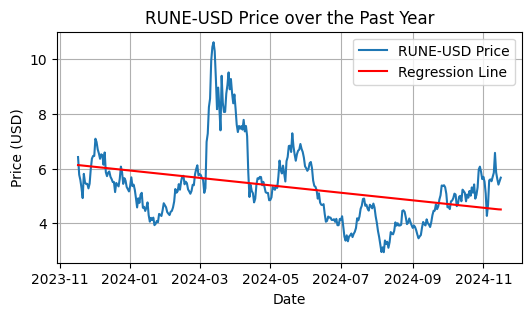 RUNE-USD Price over the Past Year
RUNE-USD Price
Regression Line
Price (USD)
10
8
6
4
2023-11
2024-01
2024-03
2024-05
2024-07
2024-09
2024-11
Date